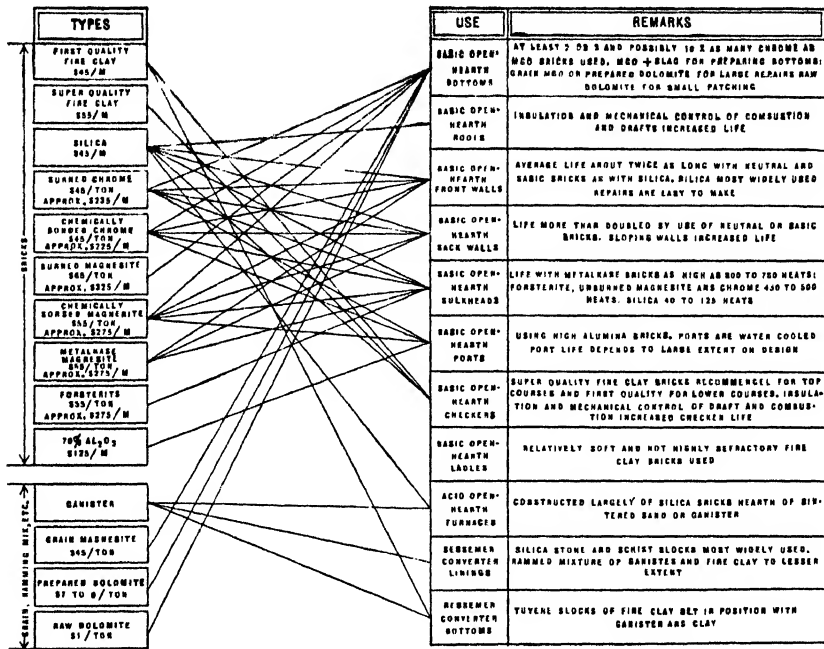 TYPES
FIRST QUALITY
FIRE CLAY
$45/M
SUPER QUALITY
FIRE CLAY
$55/M
SILICA
$45/M
BURNED CHROME
$45/TON
APPROX, $235/M
CHEMICALLY
BONDED CHROME
$45/TON
APPROX, $225/M
BURNED MAGNESITE
APPROX, $325/M
CHEMICALLY
BONDED MAGNESITE
$55/TON
APPROX, $275/M
METALKASE
MAGNESITE
APPROX, $275/M
FORSTERITE
$55/TON
APPROX, $275/M
70% AL2O3
$125/M
BRICKS
GANISTER
GRAIN MAGNESITE
$45/TON
PREPARED DOLOMITE
$7 TO 9/TON
RAW DOLOMITE
$1/TON
GRAIN, RAMMING MIX, ETC.
USE
REMARKS
BASIC OPEN-
HEARTH
BOTTOMS
AT LEAST 2 OR 3 AND POSSIBLY 10 X AS MANY CHROME AS
MGO BRICKS USED, MGO + SLAG FOR PREPARING BOTTOMS:
GRAIN MGO OR PREPARED DOLOMITE FOR LARGE REPAIRS RAW
DOLOMITE FOR SMALL PATCHING
BASIC OPEN-
HEARTH
ROOFS
INSULATION AND MECHANICAL CONTROL OF COMBUSTION
AND DRAFTS INCREASED LIFE
BASIC OPEN-
HEARTH
FRONT WALLS
AVERAGE LIFE ABOUT TWICE AS LONG WITH NEUTRAL AND
BASIC BRICKS AS WITH SILICA, SILICA MOST WIDELY USED
REPAIRS ARE EASY TO MAKE
BASIC OPEN-
HEARTH
BACK WALLS
LIFE MORE THAN DOUBLED BY USE OF NEUTRAL OR BASIC
BRICKS. SLOPING WALLS INCREASED LIFE
BASIC OPEN-
HEARTH
BULKHEADS
LIFE WITH METALKASE BRICKS AS HIGH AS TO HEATS:
FORSTERITE, UNBURNED MAGNESITE AND CHROME 450 TO 500
HEATS. SILICA 40 TO 125 HEATS
BASIC OPEN-
HEARTH
PORTS
USING HIGH ALUMINA BRICKS. PORTS ARE WATER COOLED
PORT LIFE DEPENDS TO LARGE EXTENT ON DESIGN
BASIC OPEN-
HEARTH
CHECKERS
SUPER QUALITY FIRE CLAY BRICKS RECOMMENDED FOR TOP
COURSES AND FIRST QUALITY FOR LOWER COURSES. INSULA-
TION AND MECHANICAL CONTROL OF DRAFT AND COMBUS-
TION INCREASED CHECKER LIFE
BASIC OPEN-
HEARTH
LADLES
RELATIVELY SOFT AND NOT HIGHLY REFRACTORY FIRE
CLAY BRICKS USED
ACID OPEN-
HEARTH
FURNACES
CONSTRUCTED LARGELY OF SILICA BRICKS HEARTH OF SIN-
TERED SAND OR GANISTER
BESSEMER
CONVERTER
LININGS
SILICA STONE AND SCHIST BLOCKS MOST WIDELY USED.
RAMMED MIXTURE OF GANISTER AND FIRE CLAY TO LESSER
EXTENT
BESSEMER
CONVERTER
BOTTOMS
TUYERE BLOCKS OF FIRE CLAY SET IN POSITION WITH
GANISTER AND CLAY